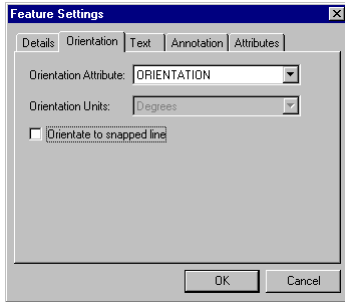 Feature Settings
Details Orientation Text Annotation Attributes
Orientation Attribute: ORIENTATION
Orientation Units: Degrees
Orientate to snapped line
OK Cancel